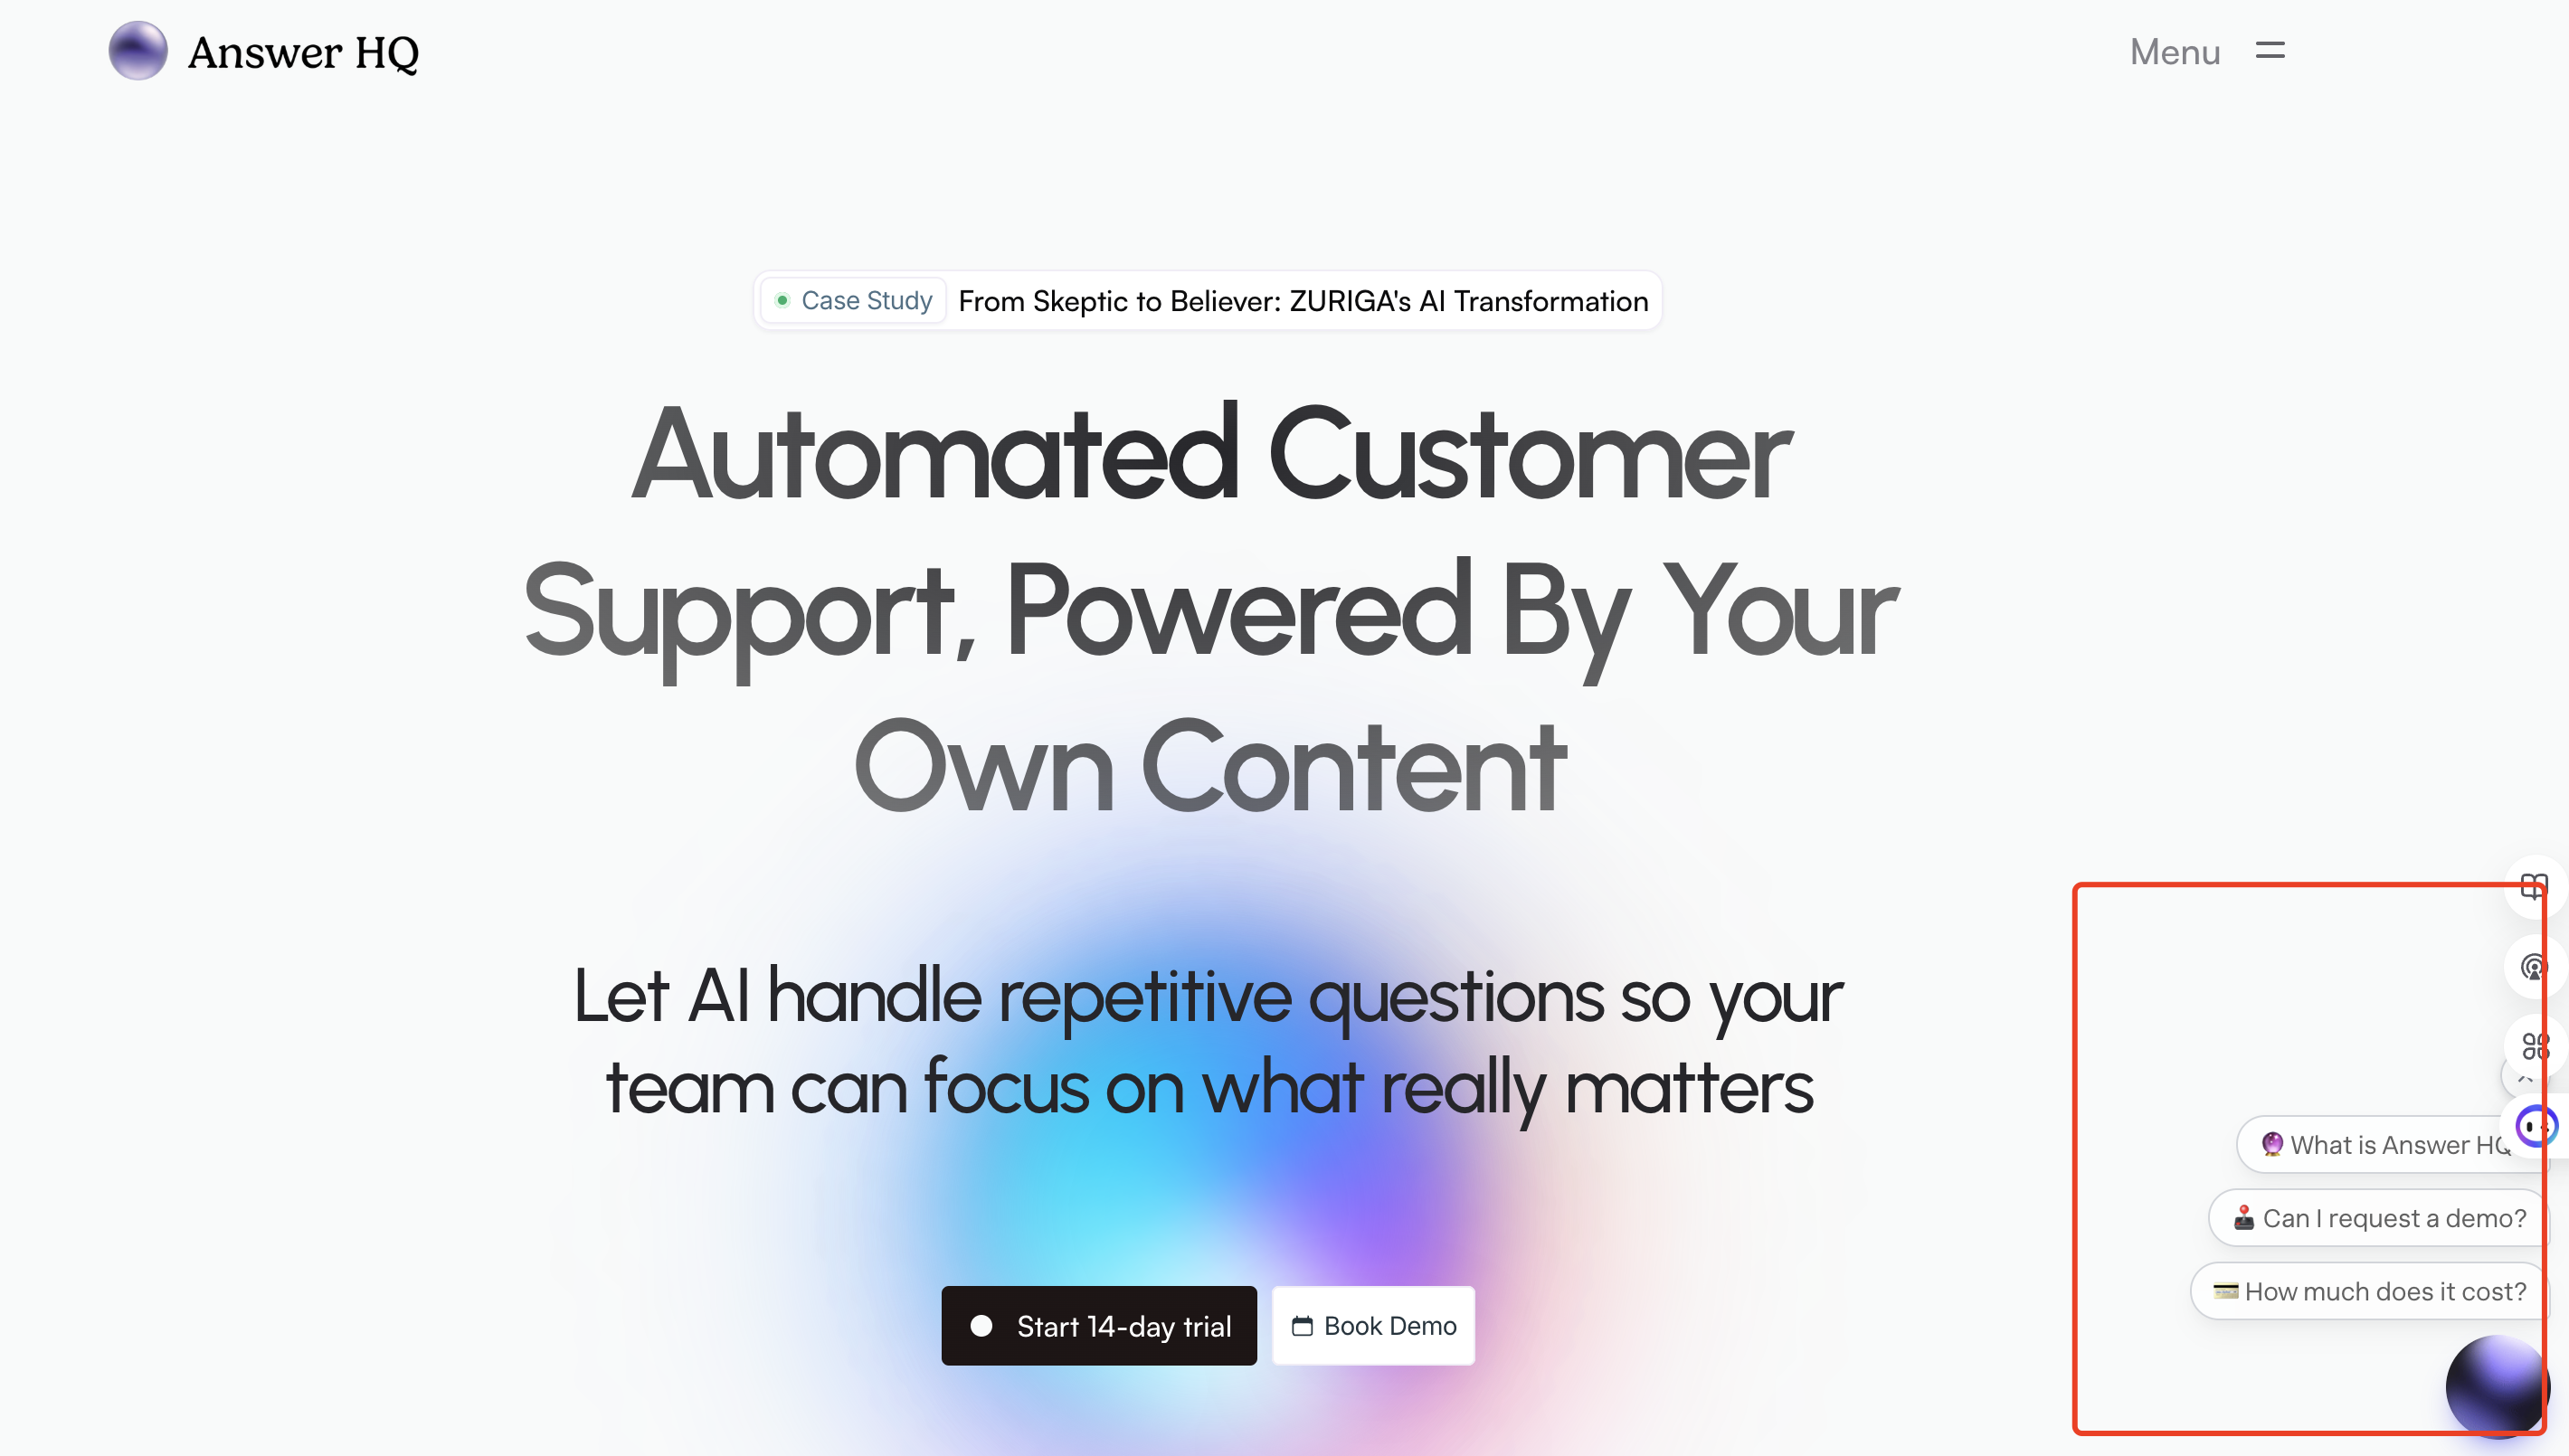 Answer HQ
Menu
Case Study From Skeptic to Believer: ZURIGA's AI Transformation
Automated Customer
Support, Powered By Your
Own Content
Let AI handle repetitive questions so your
team can focus on what really matters
Start 14-day trial
Book Demo
What is Answer HQ
Can I request a demo?
How much does it cost?